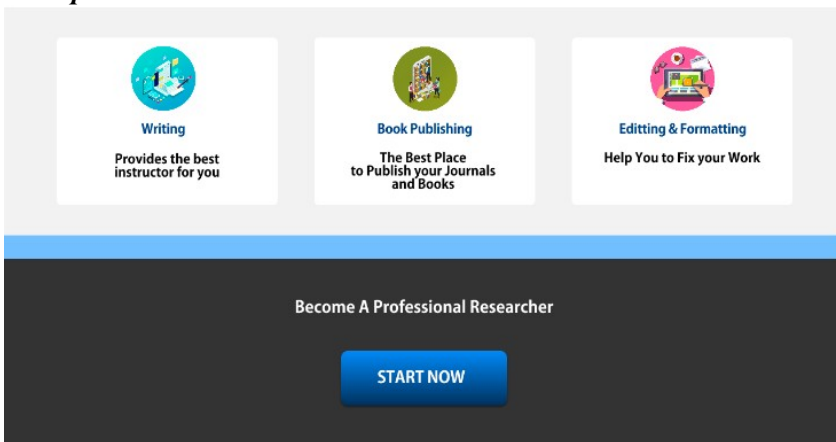 Writing
Provides the best
instructor for you
Book Publishing
The Best Place
to Publish your Journals
and Books
Editting & Formatting
Help You to Fix your Work
Become A Professional Researcher
START NOW